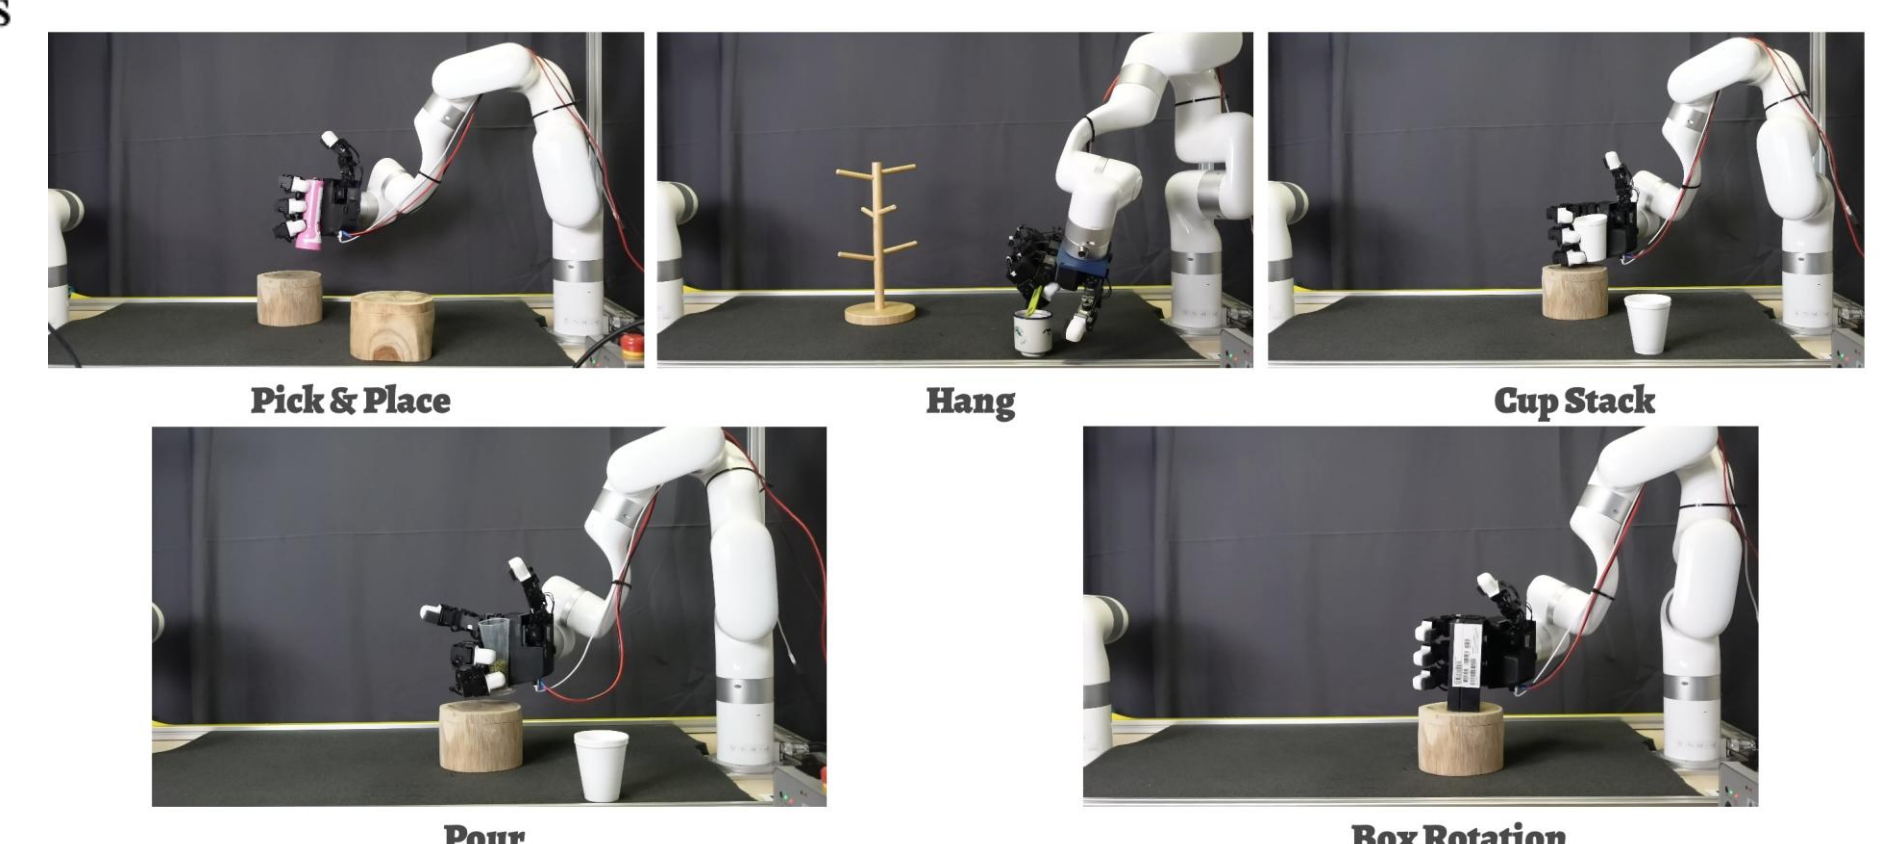 s
Pick & Place
Hang
Cup Stack
Pour
Box Rotation